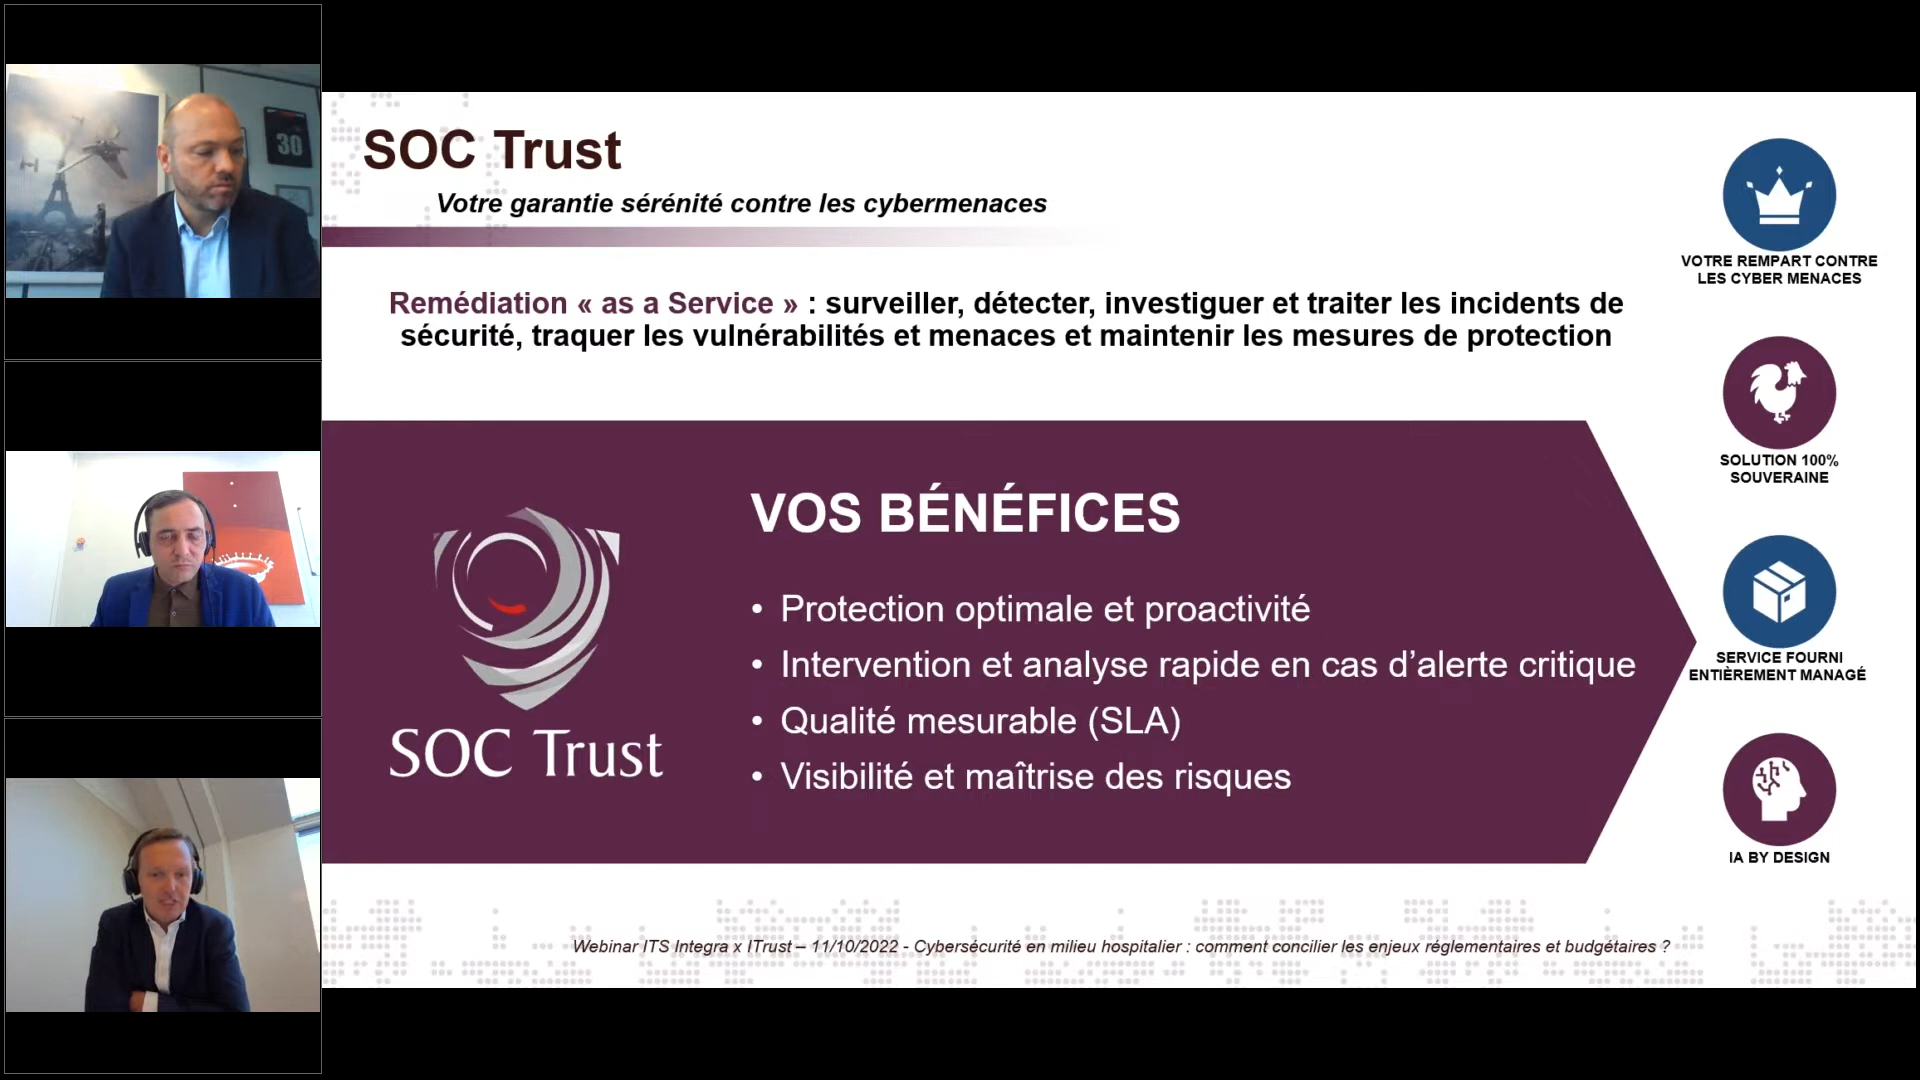 30
SOC Trust
Votre garantie sérénité contre les cybermenaces
Remédiation « as a Service » : surveiller, détecter, investiguer et traiter les incidents de
sécurité, traquer les vulnérabilités et menaces et maintenir les mesures de protection
SOC Trust
VOS BÉNÉFICES
• Protection optimale et proactivité
• Intervention et analyse rapide en cas d’alerte critique
• Qualité mesurable (SLA)
• Visibilité et maîtrise des risques
VOTRE REMPART CONTRE
LES CYBER MENACES
SOLUTION 100%
SOUVERAINE
SERVICE FOURNI
ENTIÈREMENT MANAGÉ
IA BY DESIGN
Webinar ITS Integra x ITrust – 11/10/2022 - Cybersécurité en milieu hospitalier : comment concilier les enjeux réglementaires et budgétaires ?